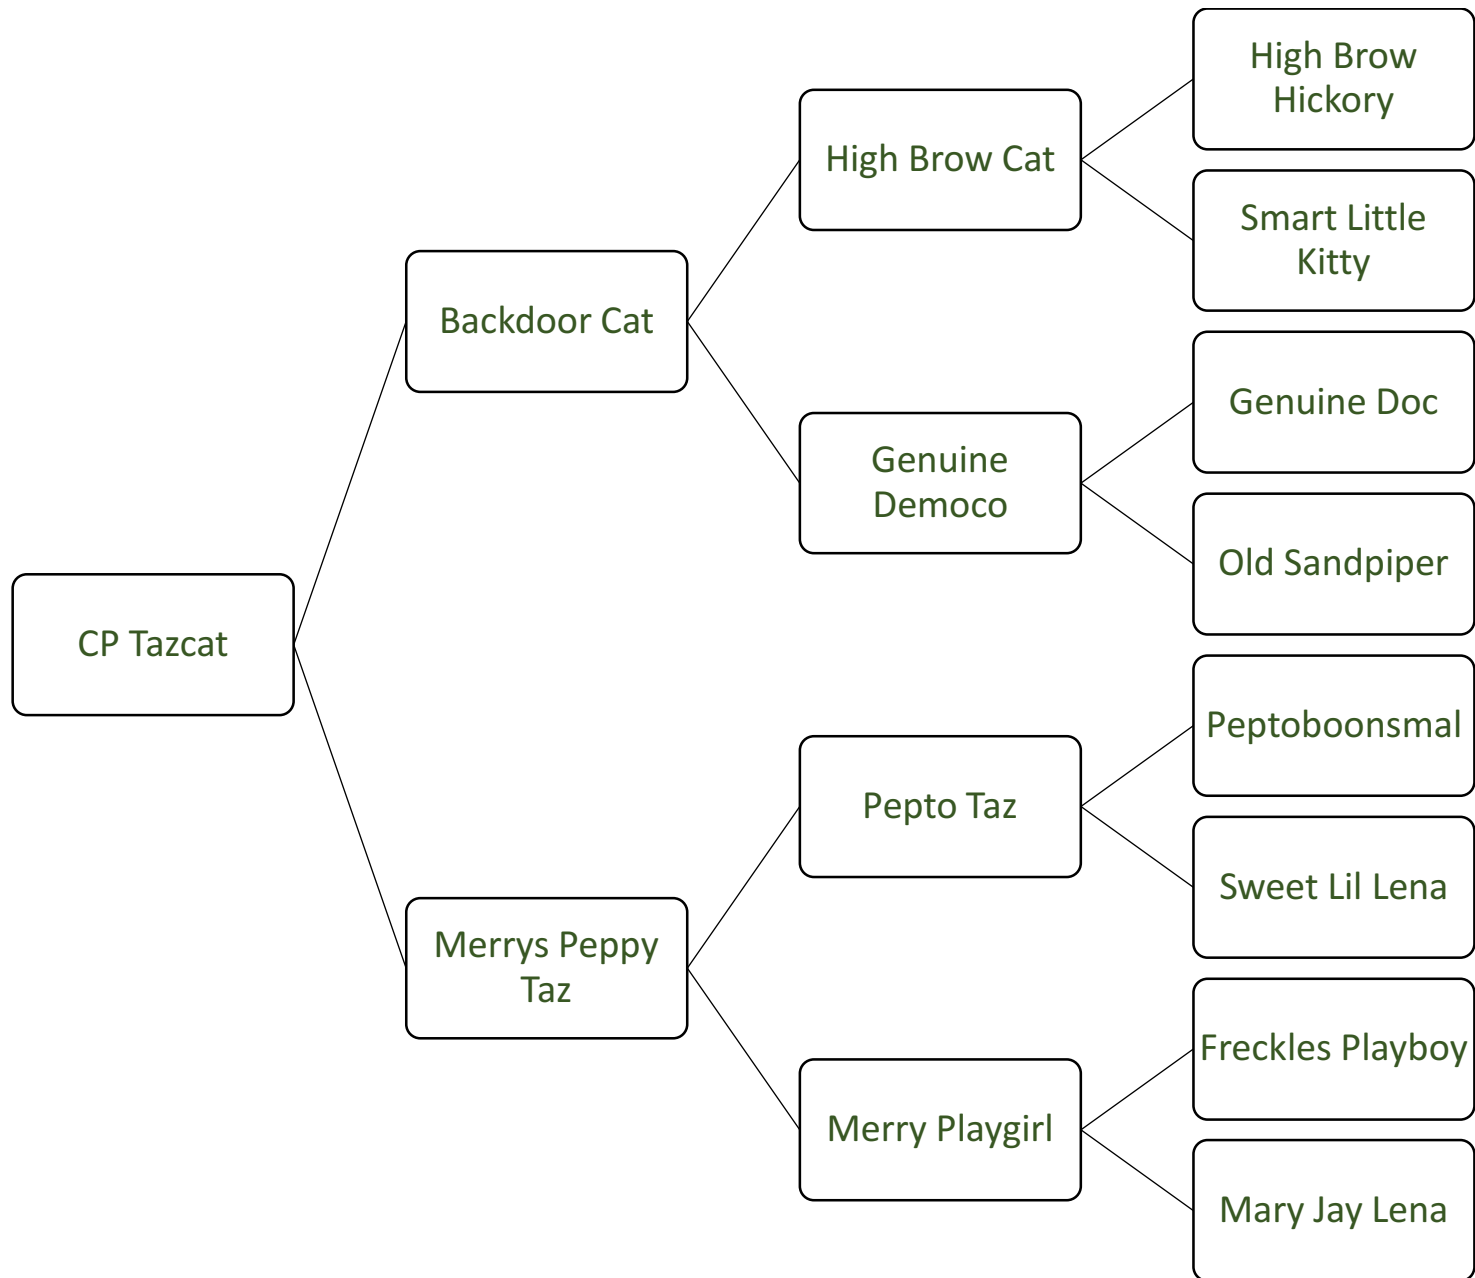 High Brow
Hickory
High Brow Cat
Smart Little
Kitty
Backdoor Cat
Genuine Doc
Genuine
Democo
Old Sandpiper
CP Tazcat
Peptoboonsmal
Pepto Taz
Sweet Lil Lena
Merrys Peppy
Taz
Freckles Playboy
Merry Playgirl
Mary Jay Lena